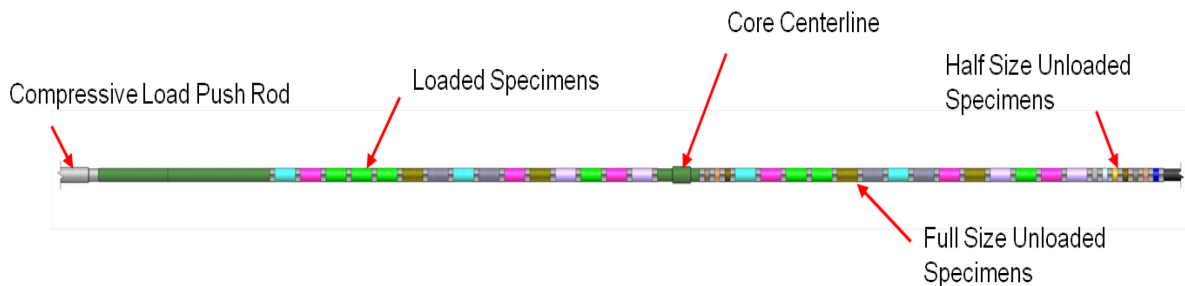 Core Centerline
Compressive Load Push Rod
Loaded Specimens
Half Size Unloaded
Specimens
Full Size Unloaded
Specimens